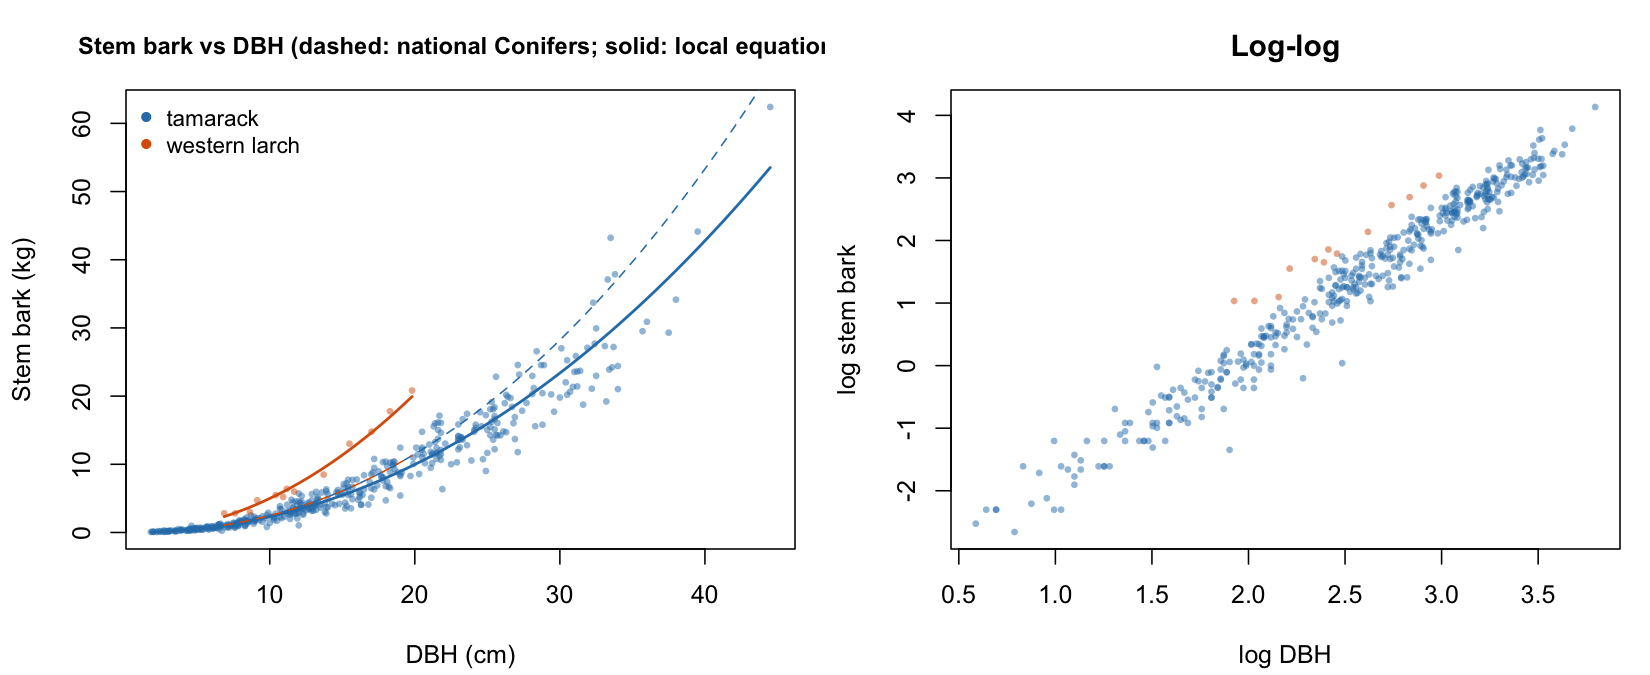 Stem bark vs DBH (dashed: national Conifers; solid: local equation
Log-log
tamarack
western larch
Stem bark (kg)
0
10
20
30
40
50
60
10 20 30 40
DBH (cm)
log stem bark
-2
-1
0
1
2
3
4
0.5 1.0 1.5 2.0 2.5 3.0 3.5
log DBH